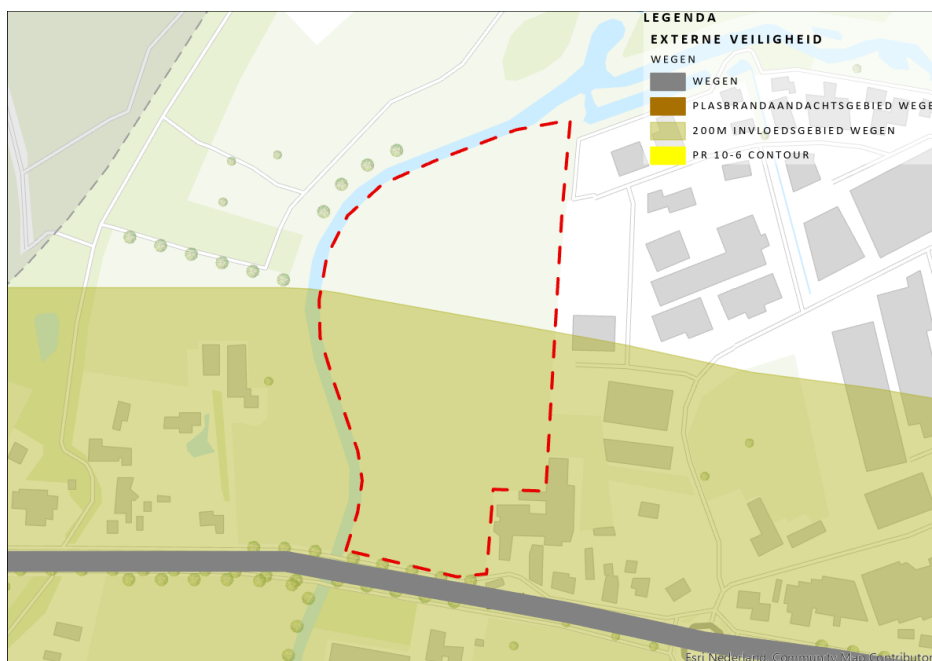 LEGENDA
EXTERNE VEILIGHEID
WEGEN
WEGEN
PLASBRANDAANDACHTSGEBIED WEGE
200M INVLOEDSGEBIED WEGEN
PR 10-6 CONTOUR
Esri Nederland, Community Map Contributor